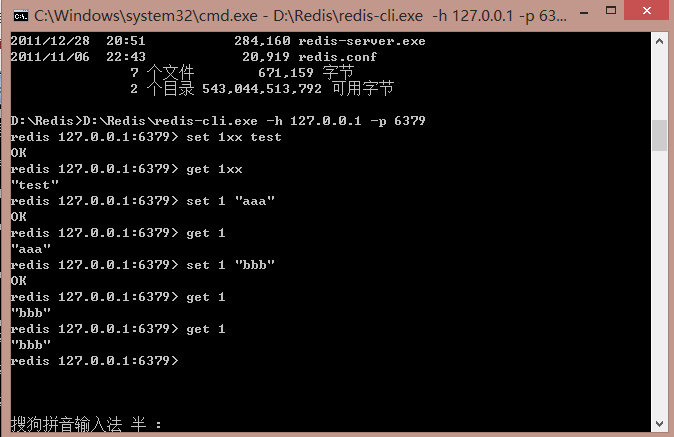 C:\Windows\system32\cmd.exe - D:\Redis\redis-cli.exe -h 127.0.0.1 -p 63...
2011/12/28  20:51           284,160 redis-server.exe
2011/11/06  22:43            20,919 redis.conf
7 个文件        671,159 字节
2 个目录 543,044,513,792 可用字节
D:\Redis>D:\Redis\redis-cli.exe -h 127.0.0.1 -p 6379
redis 127.0.0.1:6379> set 1xx test
OK
redis 127.0.0.1:6379> get 1xx
"test"
redis 127.0.0.1:6379> set 1 "aaa"
OK
redis 127.0.0.1:6379> get 1
"aaa"
redis 127.0.0.1:6379> set 1 "bbb"
OK
redis 127.0.0.1:6379> get 1
"bbb"
redis 127.0.0.1:6379> get 1
"bbb"
redis 127.0.0.1:6379>
搜狗拼音输入法 半 :